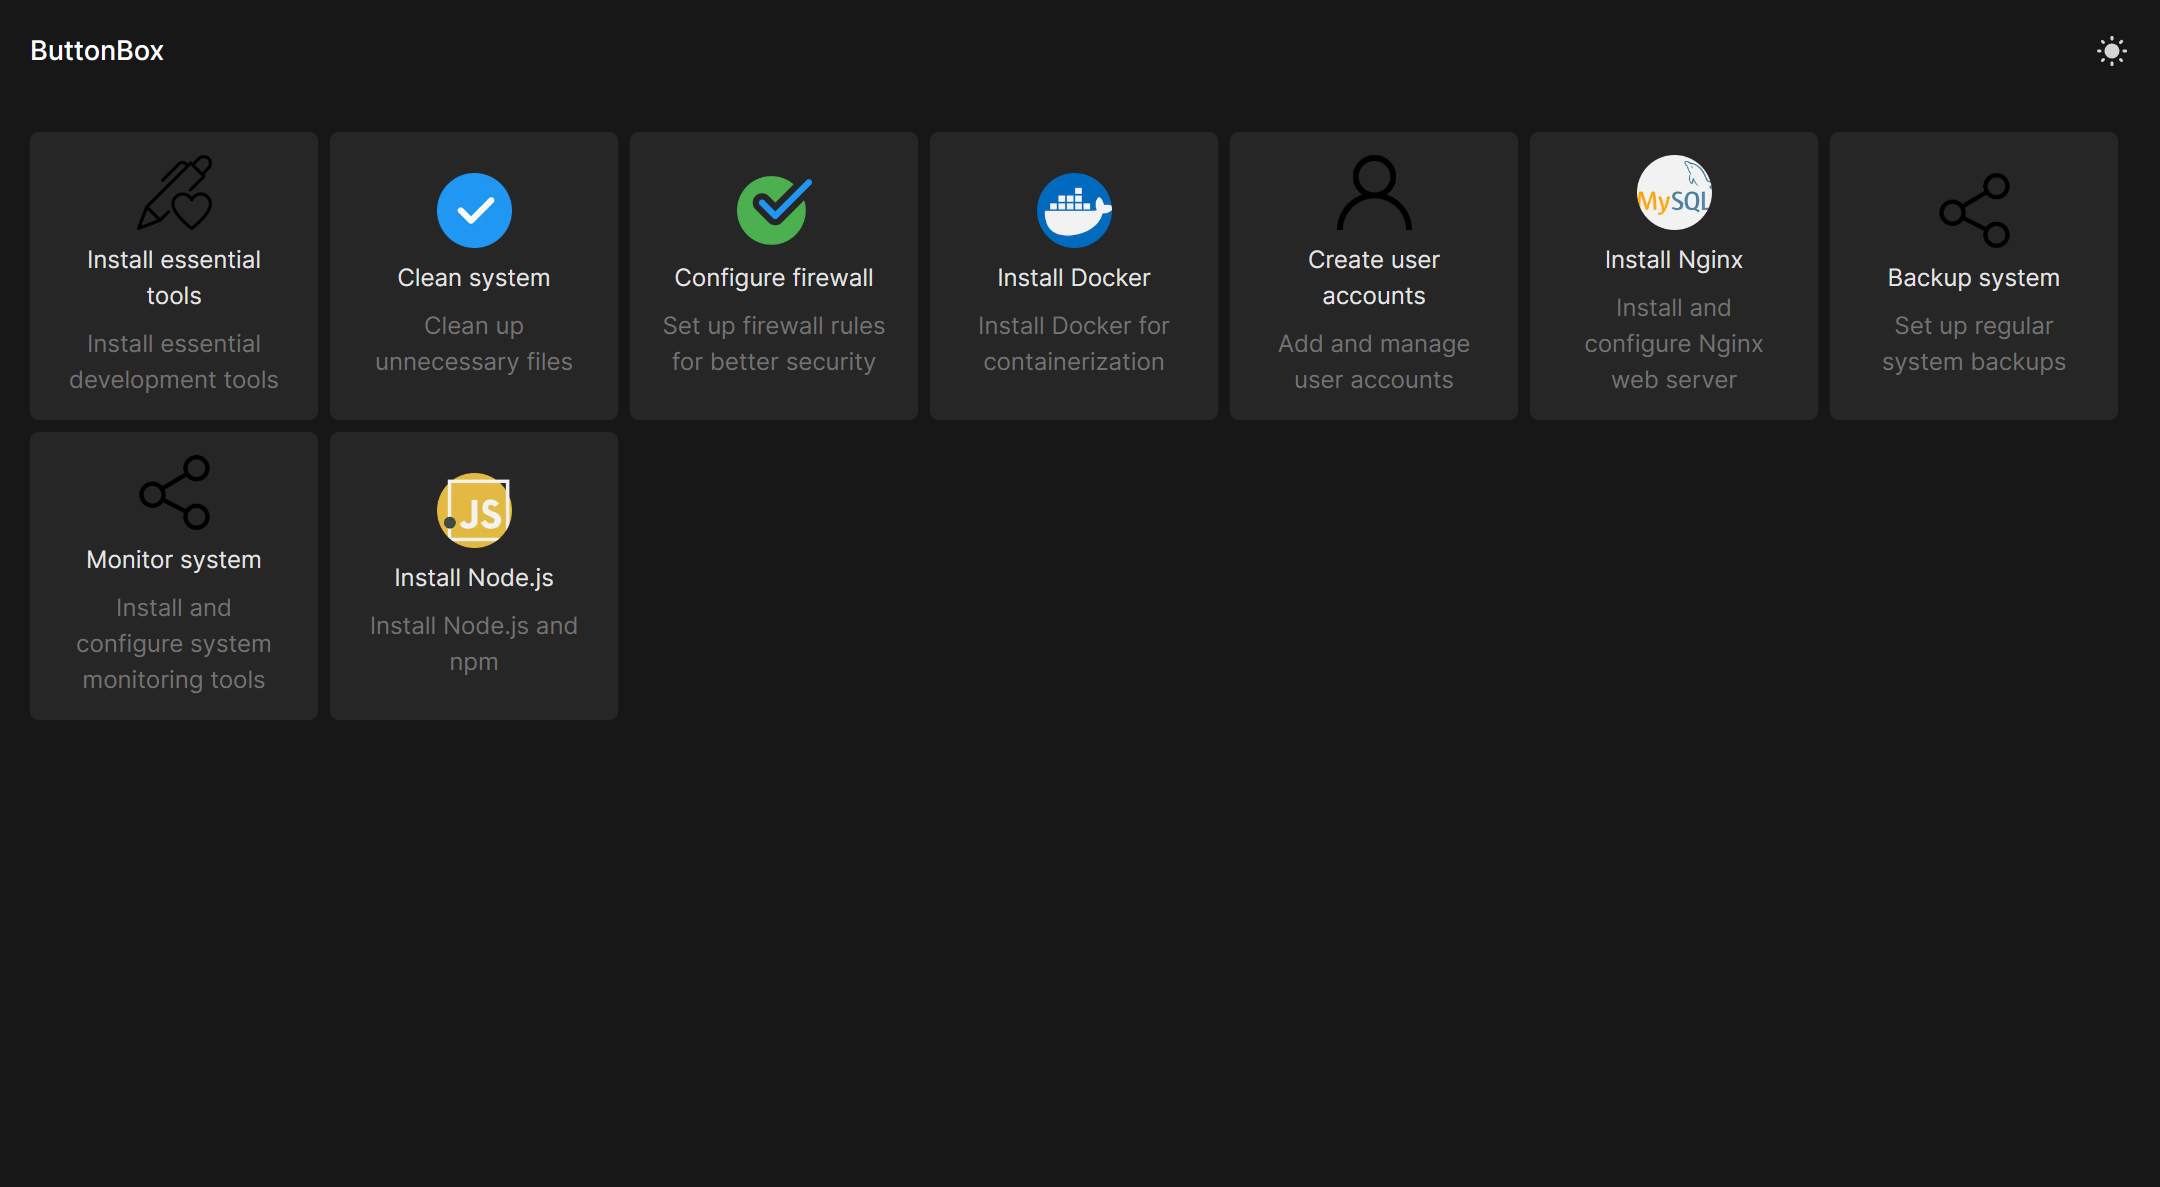 ButtonBox
Install essential
tools
Install essential
development tools
Clean system
Clean up
unnecessary files
Configure firewall
Set up firewall rules
for better security
Install Docker
Install Docker for
containerization
Create user
accounts
Add and manage
user accounts
MySQL
Install Nginx
Install and
configure Nginx
web server
Backup system
Set up regular
system backups
Monitor system
Install and
configure system
monitoring tools
JS
Install Node.js
Install Node.js and
npm